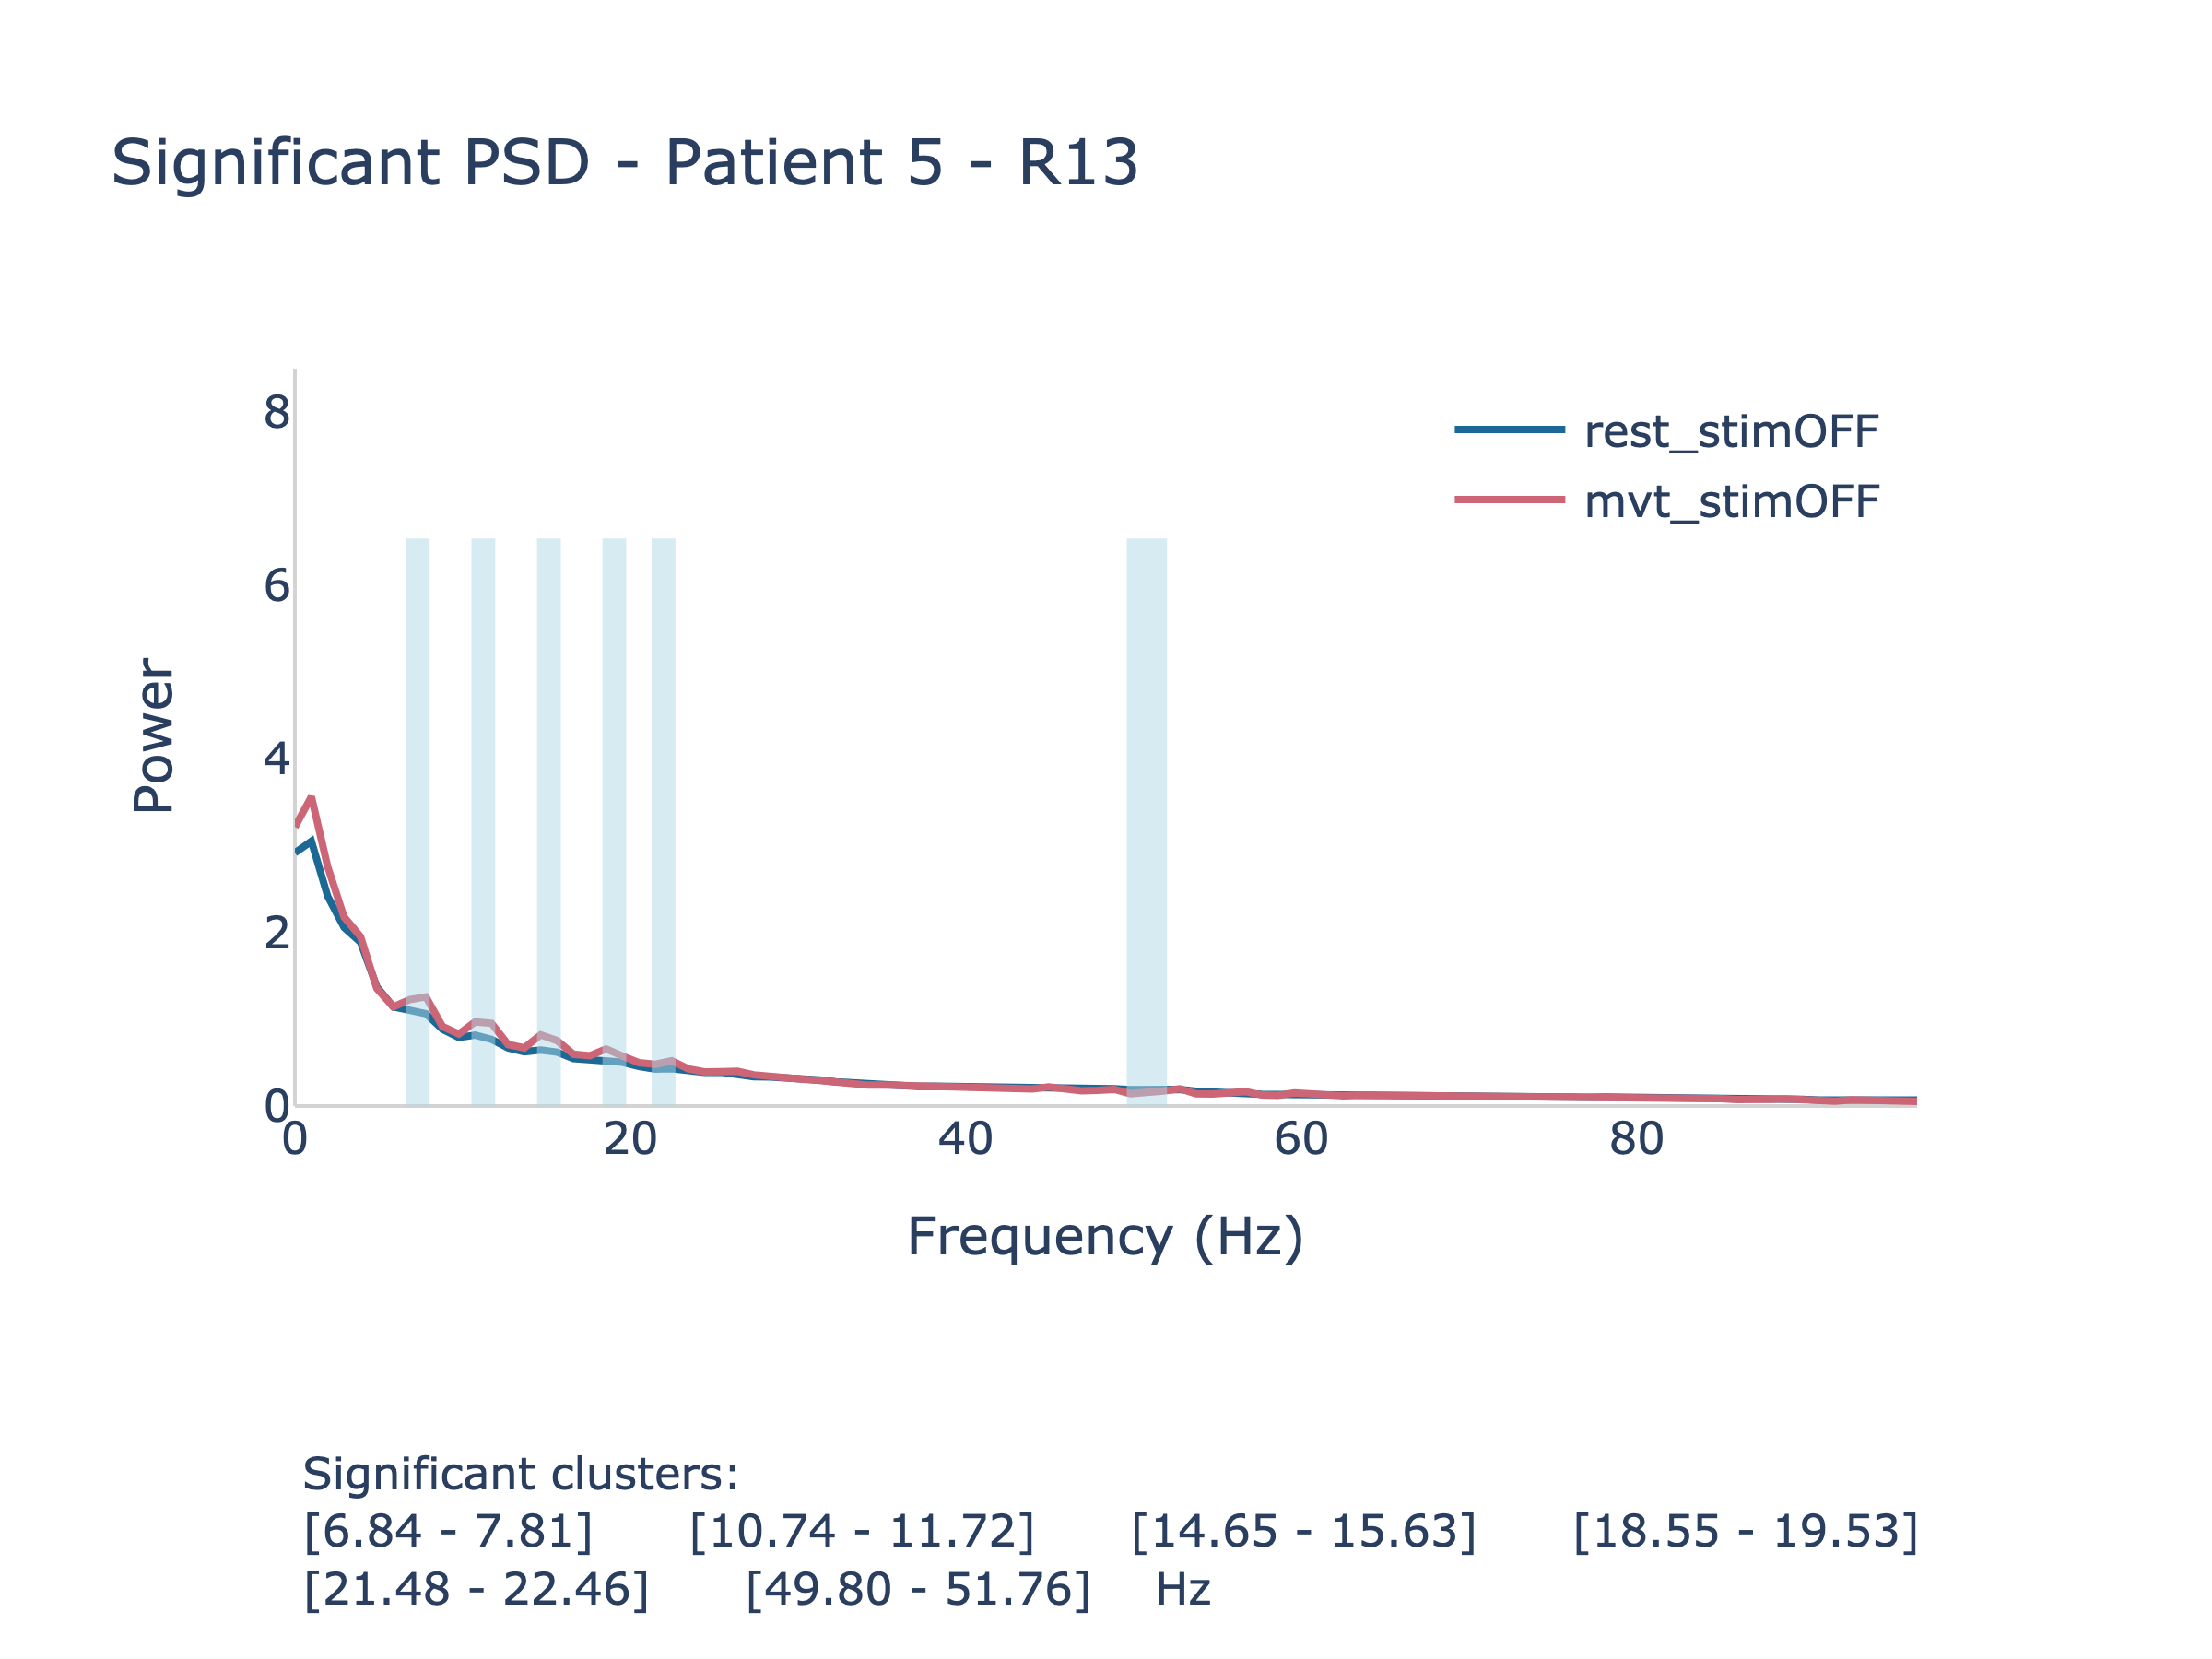 Significant PSD - Patient 5 - R13
8
6
4
2
0
Power
rest_stimOFF
mvt_stimOFF
0 20 40 60 80
Frequency (Hz)
Significant clusters:
[6.84 - 7.81] [10.74 - 11.72] [14.65 - 15.63] [18.55 - 19.53]
[21.48 - 22.46] [49.80 - 51.76] Hz